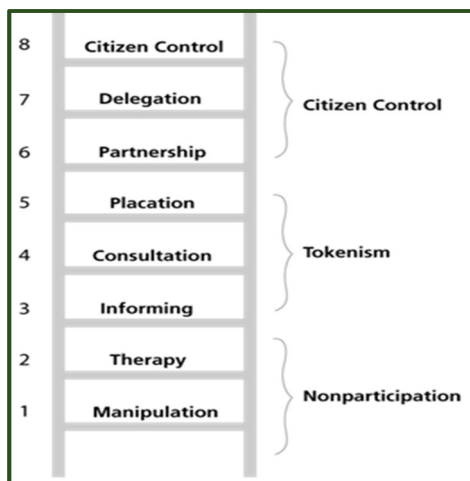 8 Citizen Control
7 Delegation
Citizen Control
6 Partnership
5 Placation
4 Consultation
Tokenism
3 Informing
2 Therapy
Nonparticipation
1 Manipulation